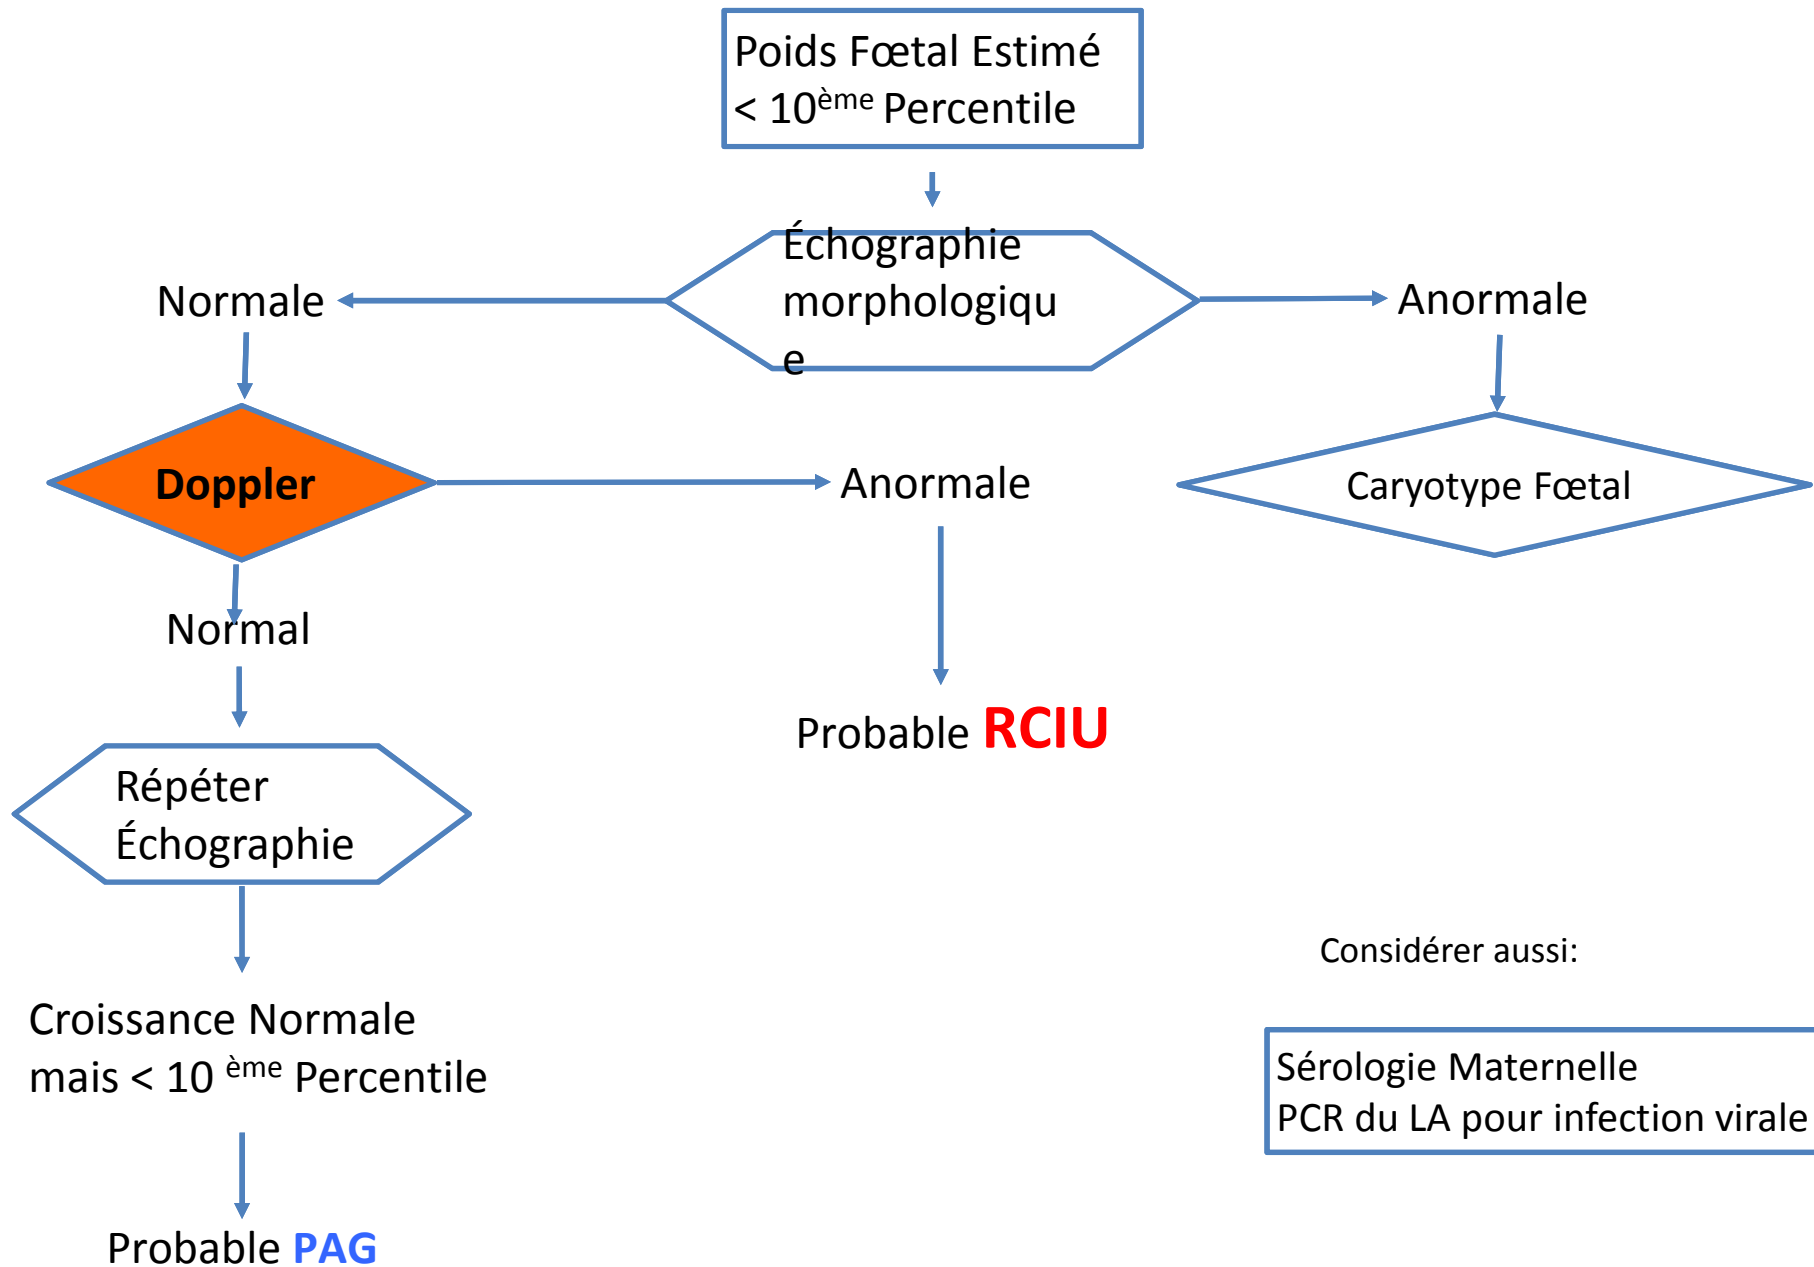 Poids Fœtal Estimé
< 10ème Percentile
Échographie
morphologiqu
e
Normale
Anormale
Doppler
Anormale
Caryotype Fœtal
Normal
Probable RCIU
Répéter
Échographie
Considérer aussi:
Croissance Normale
mais < 10 ème Percentile
Sérologie Maternelle
PCR du LA pour infection virale
Probable PAG